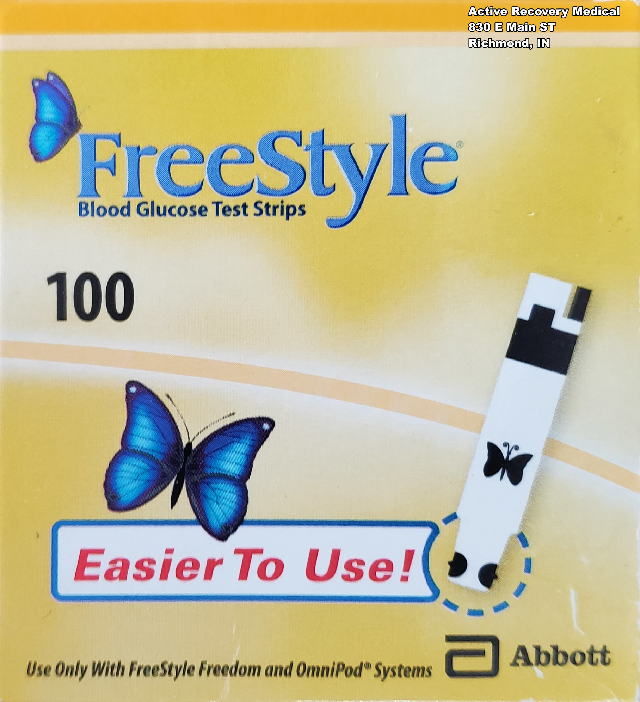 Active Recovery Medical
830 E Main ST
Richmond, IN
FreeStyle®
Blood Glucose Test Strips
100
Easier To Use!
Abbott
Use Only With FreeStyle Freedom and OmniPod® Systems